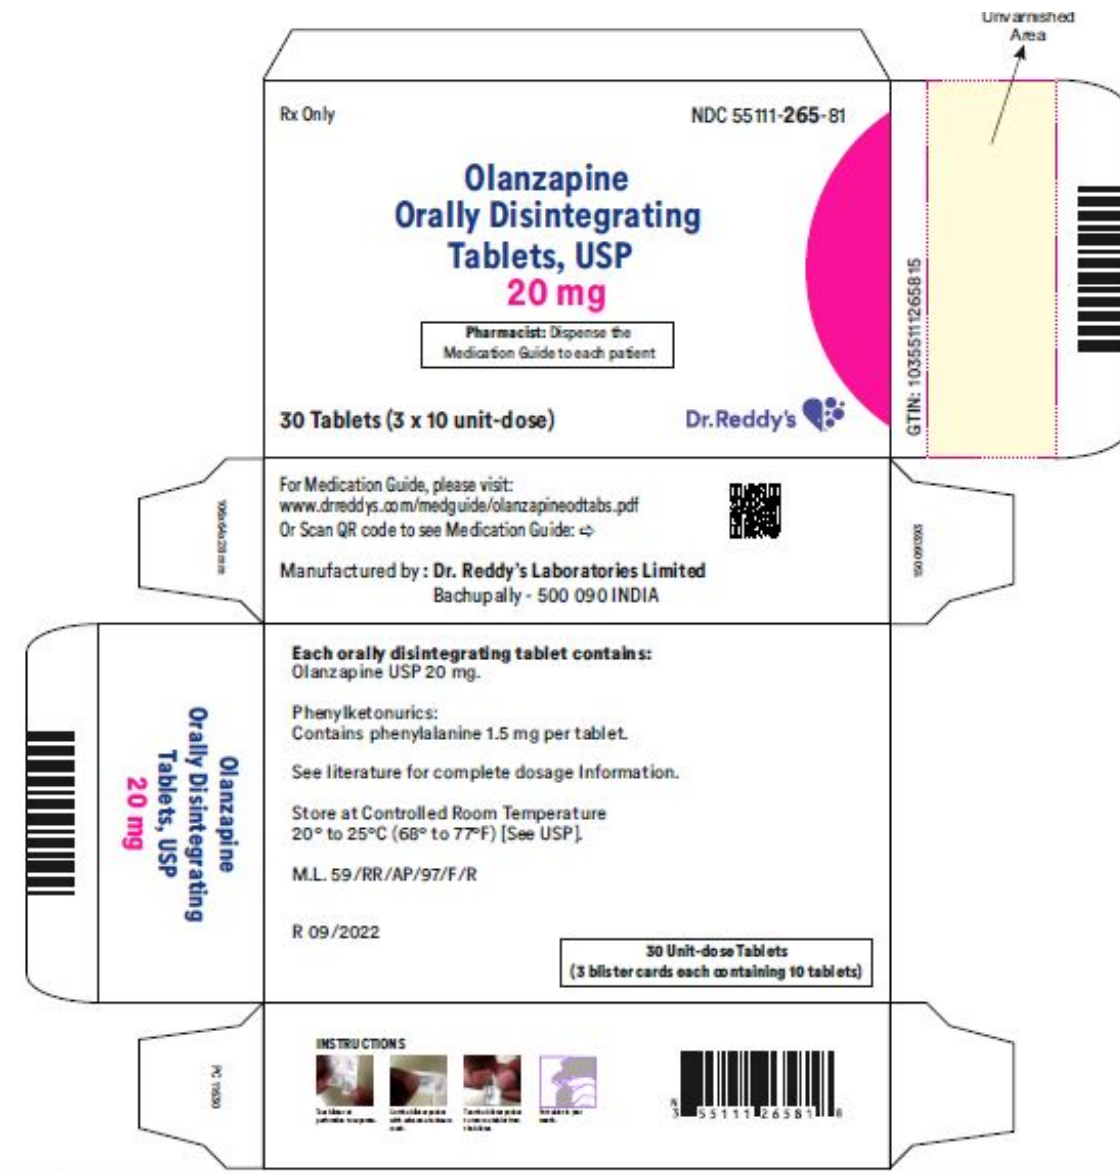 Unvarnished
Area
Rx Only
NDC 55111-265-81
Olanzapine
Orally Disintegrating
Tablets, USP
20 mg
Pharmacist: Dispense the
Medication Guide to each patient
30 Tablets (3 x 10 unit-dose)
Dr.Reddy's
GTIN: 10355111265815
For Medication Guide, please visit:
www.drreddys.com/medguide/olanzapineodtabs.pdf
Or Scan QR code to see Medication Guide: ➩
Manufactured by : Dr. Reddy's Laboratories Limited
Bachupally - 500 090 INDIA
Each orally disintegrating tablet contains:
Olanzapine USP 20 mg.
Phenylketonurics:
Contains phenylalanine 1.5 mg per tablet.
See literature for complete dosage Information.
Store at Controlled Room Temperature
20° to 25°C (68° to 77°F) [See USP].
M.L. 59/RR/AP/97/F/R
R 09/2022
30 Unit-dose Tablets
(3 blister cards each containing 10 tablets)
Olanzapine
Orally Disintegrating
Tablets, USP
20 mg
INSTRUCTIONS
N
3 55111 26581 8